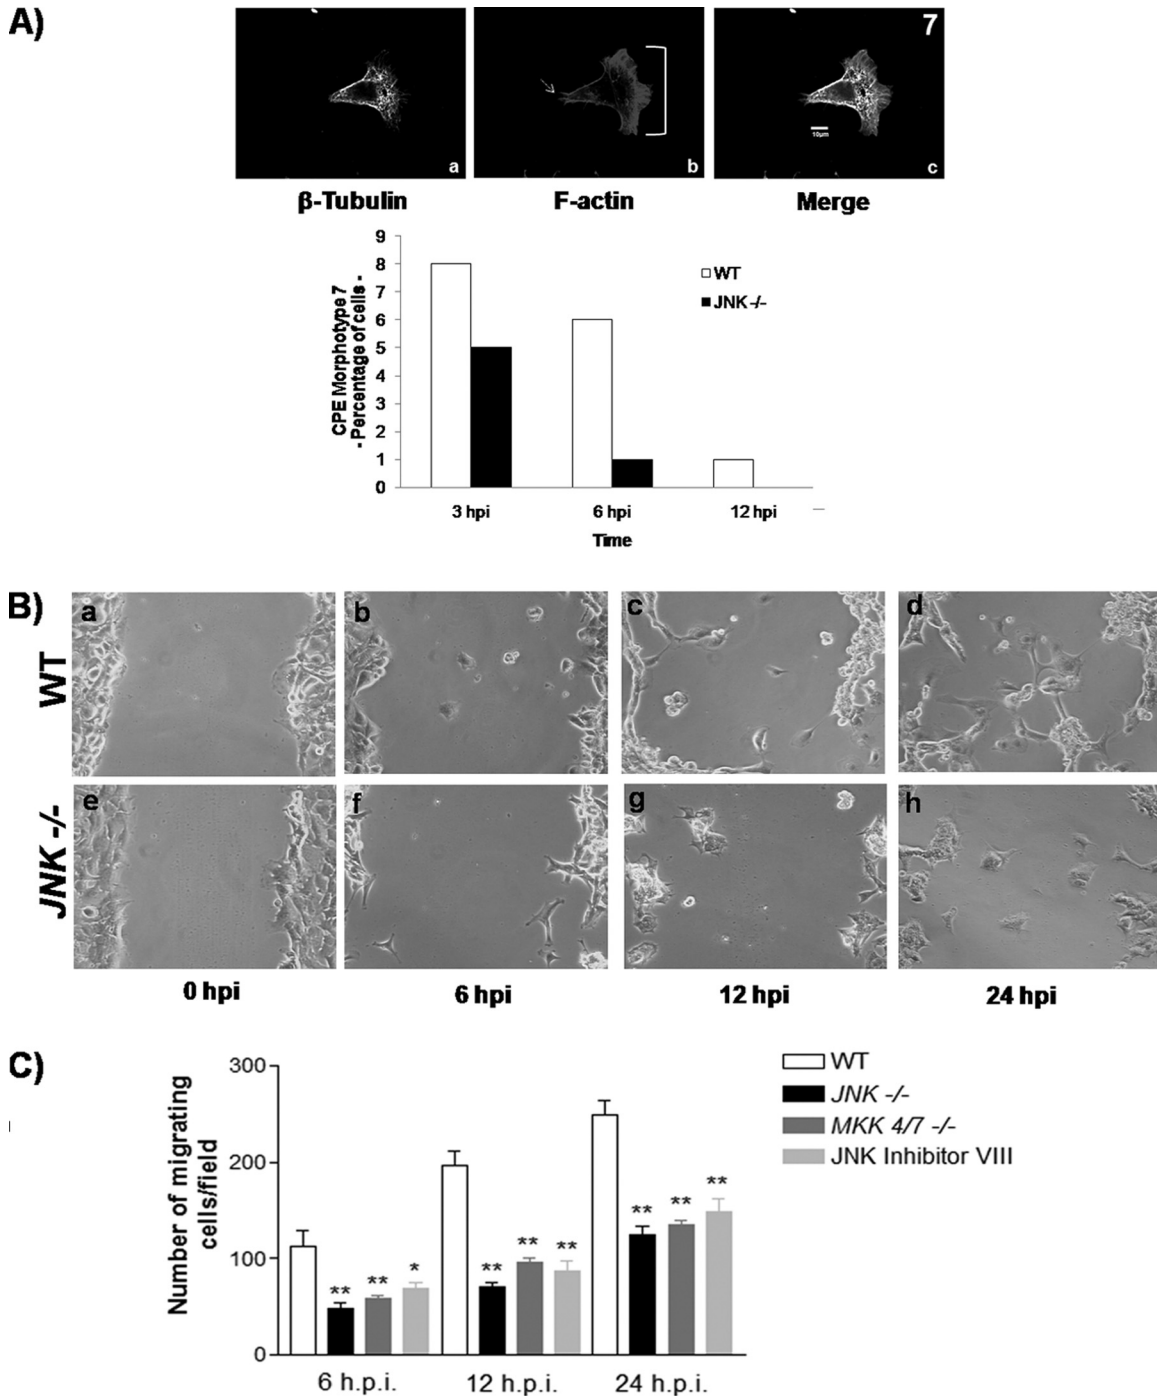 A)
7
a
b
10µm
c
β-Tubulin
F-actin
Merge
9
8
7
6
5
4
3
2
1
0
CPE Morphotype 7
- Percentage of cells -
WT
JNK -/-
3 hpi
6 hpi
12 hpi
Time
B)
WT
a
b
c
d
JNK -/-
e
f
g
h
0 hpi
6 hpi
12 hpi
24 hpi
C)
Number of migrating
cells/field
300
200
100
0
WT
JNK -/-
MKK 4/7 -/-
JNK Inhibitor VIII
** ** *
** ** **
** ** **
6 h.p.i.
12 h.p.i.
24 h.p.i.